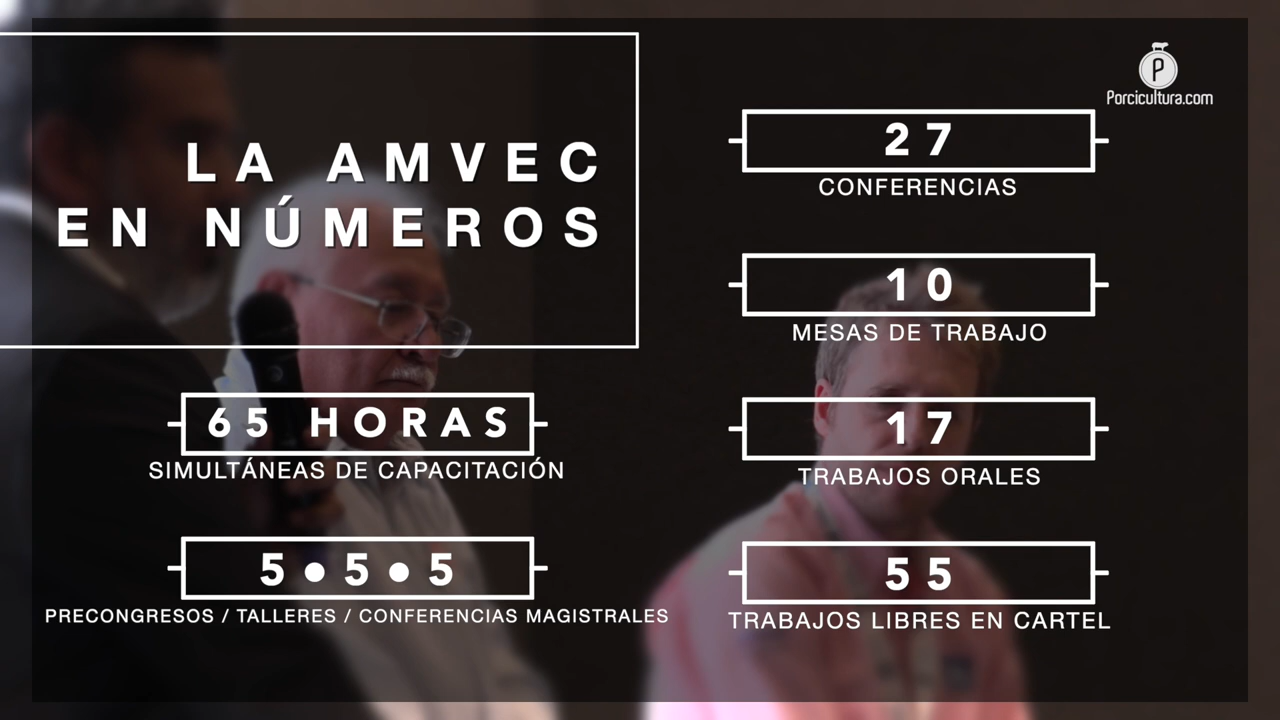 LA AMVEC
EN NÚMEROS
65 HORAS
SIMULTÁNEAS DE CAPACITACIÓN
5 • 5 • 5
PRECONGRESOS / TALLERES / CONFERENCIAS MAGISTRALES
P
Porcicultura.com
27
CONFERENCIAS
10
MESAS DE TRABAJO
17
TRABAJOS ORALES
55
TRABAJOS LIBRES EN CARTEL